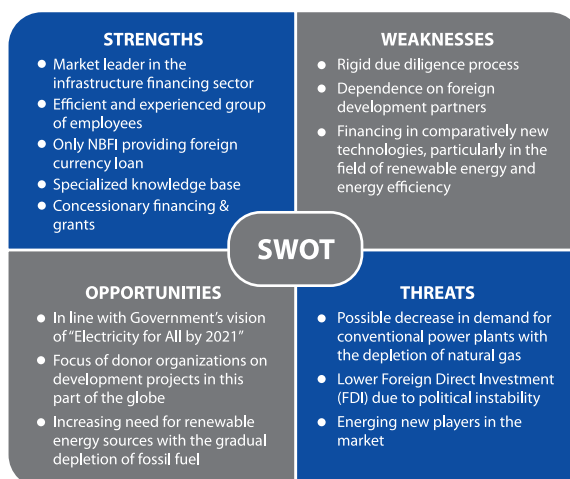 STRENGTHS
● Market leader in the
infrastructure financing sector
● Efficient and experienced group
of employees
● Only NBFI providing foreign
currency loan
● Specialized knowledge base
● Concessionary financing &
grants
WEAKNESSES
● Rigid due diligence process
● Dependence on foreign
development partners
● Financing in comparatively new
technologies, particularly in the
field of renewable energy and
energy efficiency
SWOT
OPPORTUNITIES
● In line with Government's vision
of "Electricity for All by 2021"
● Focus of donor organizations on
development projects in this
part of the globe
● Increasing need for renewable
energy sources with the gradual
depletion of fossil fuel
THREATS
● Possible decrease in demand for
conventional power plants with
the depletion of natural gas
● Lower Foreign Direct Investment
(FDI) due to political instability
● Energing new players in the
market